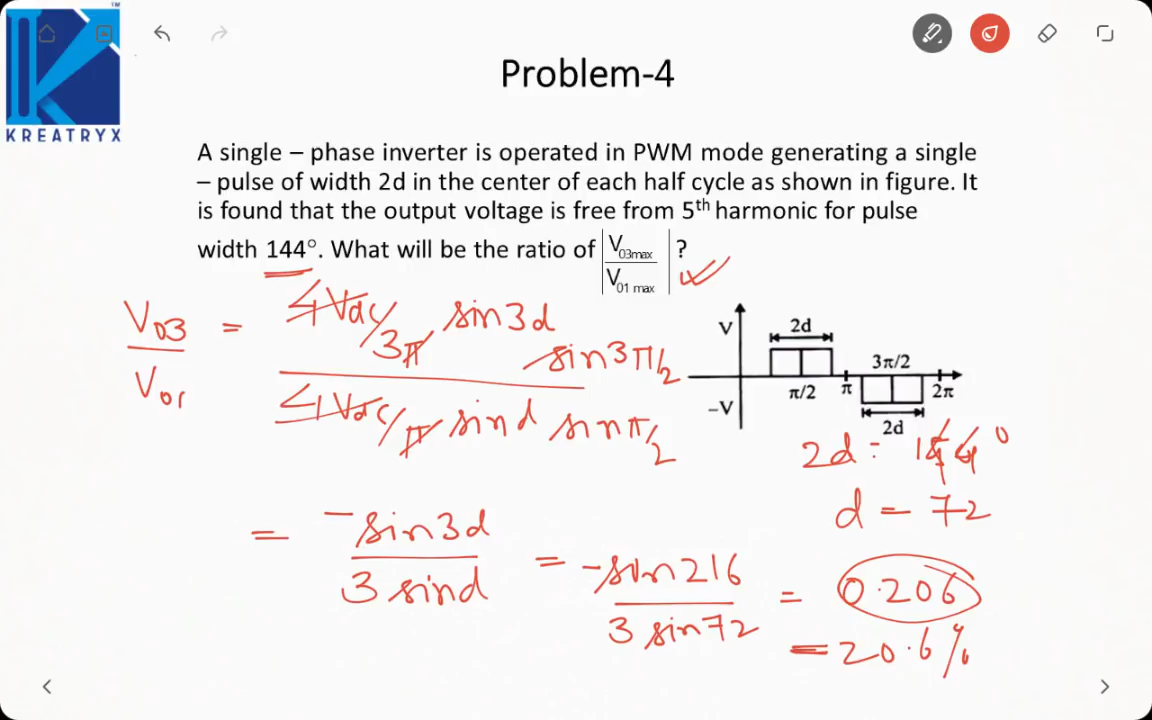 KREATRYX
TM
Problem-4
A single – phase inverter is operated in PWM mode generating a single
– pulse of width 2d in the center of each half cycle as shown in figure. It
is found that the output voltage is free from 5th harmonic for pulse
width 144°. What will be the ratio of |V03max / V01 max| ?
V03 / V01 = 4Vdc/3π sin3d sin3π/2
4Vdc/π sind sinπ/2
V
2d
3π/2
π/2
π
2π
–V
2d
2d = 144°
d = 72
= -sin3d / 3 sind = -sin216 / 3 sin72 = 0.206
= 20.6%